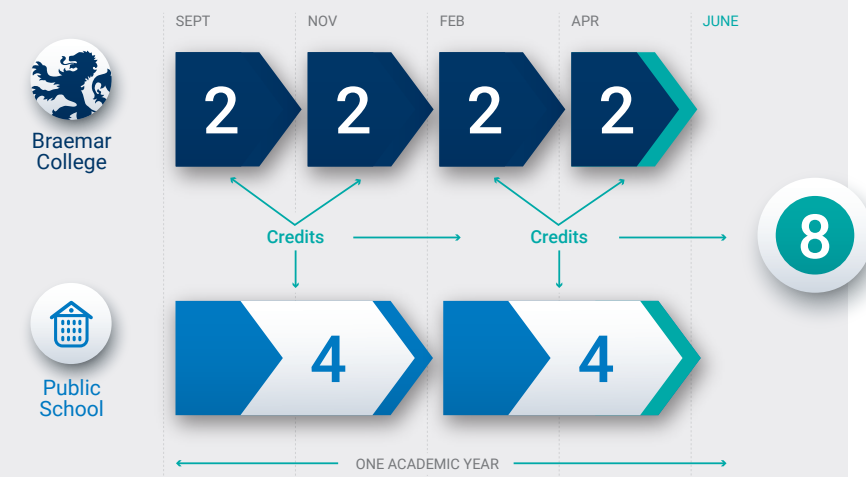 SEPT
NOV
FEB
APR
JUNE
Braemar
College
2
2
2
2
Credits
Credits
8
Public
School
4
4
ONE ACADEMIC YEAR